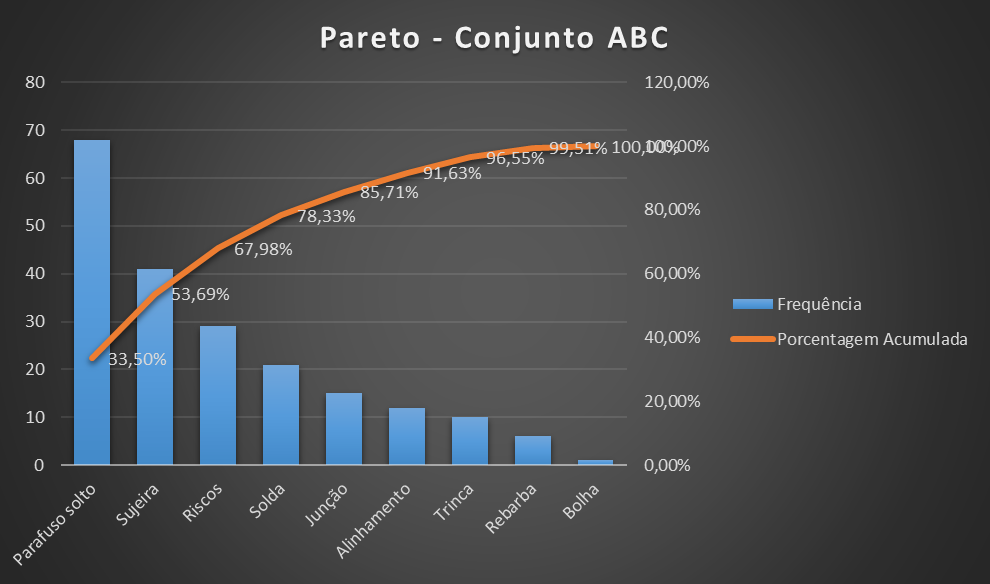 Pareto - Conjunto ABC
80
70
60
50
40
30
20
10
0
120,00%
100,00%
80,00%
60,00%
40,00%
20,00%
0,00%
33,50%
53,69%
67,98%
78,33%
85,71%
91,63%
96,55%
99,51%
100,00%
Parafuso solto
Sujeira
Riscos
Solda
Junção
Alinhamento
Trinca
Rebarba
Bolha
Frequência
Porcentagem Acumulada